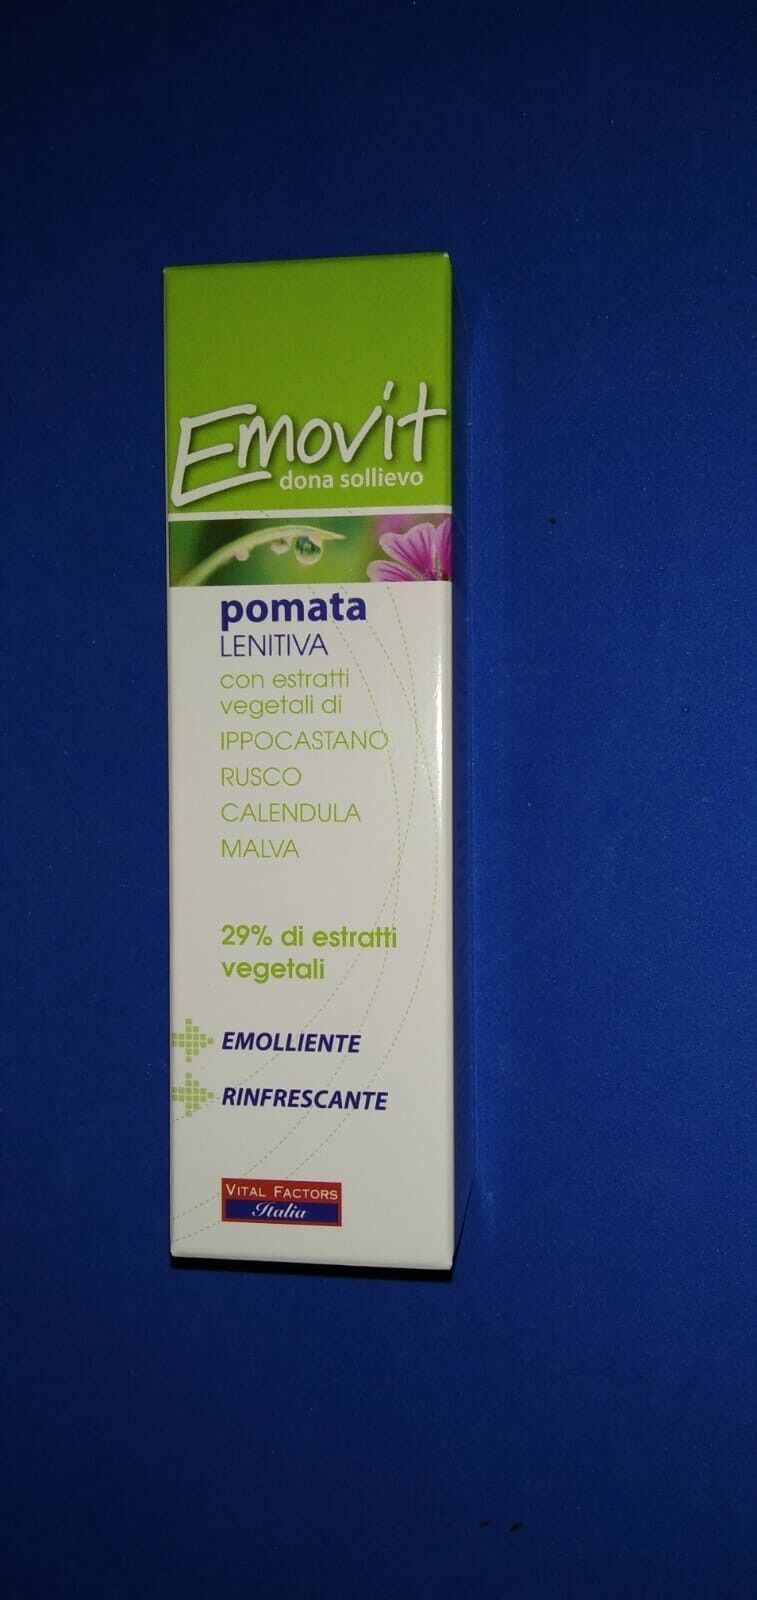 Emovit
dona sollievo
pomata
LENITIVA
con estratti
vegetali di
IPPOCASTANO
RUSCO
CALENDULA
MALVA
29% di estratti
vegetali
EMOLLIENTE
RINFRESCANTE
VITAL FACTORS
Italia